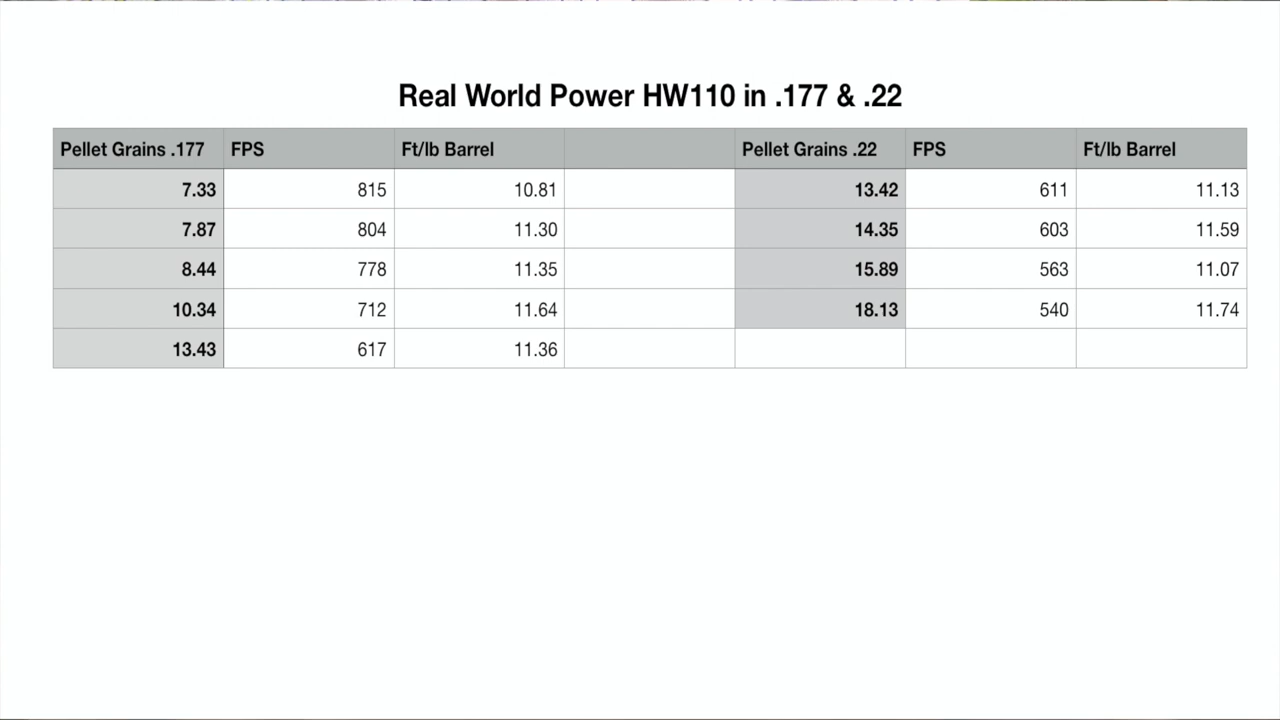 Real World Power HW110 in .177 & .22
Pellet Grains .177 FPS Ft/lb Barrel Pellet Grains .22 FPS Ft/lb Barrel
7.33 815 10.81 13.42 611 11.13
7.87 804 11.30 14.35 603 11.59
8.44 778 11.35 15.89 563 11.07
10.34 712 11.64 18.13 540 11.74
13.43 617 11.36